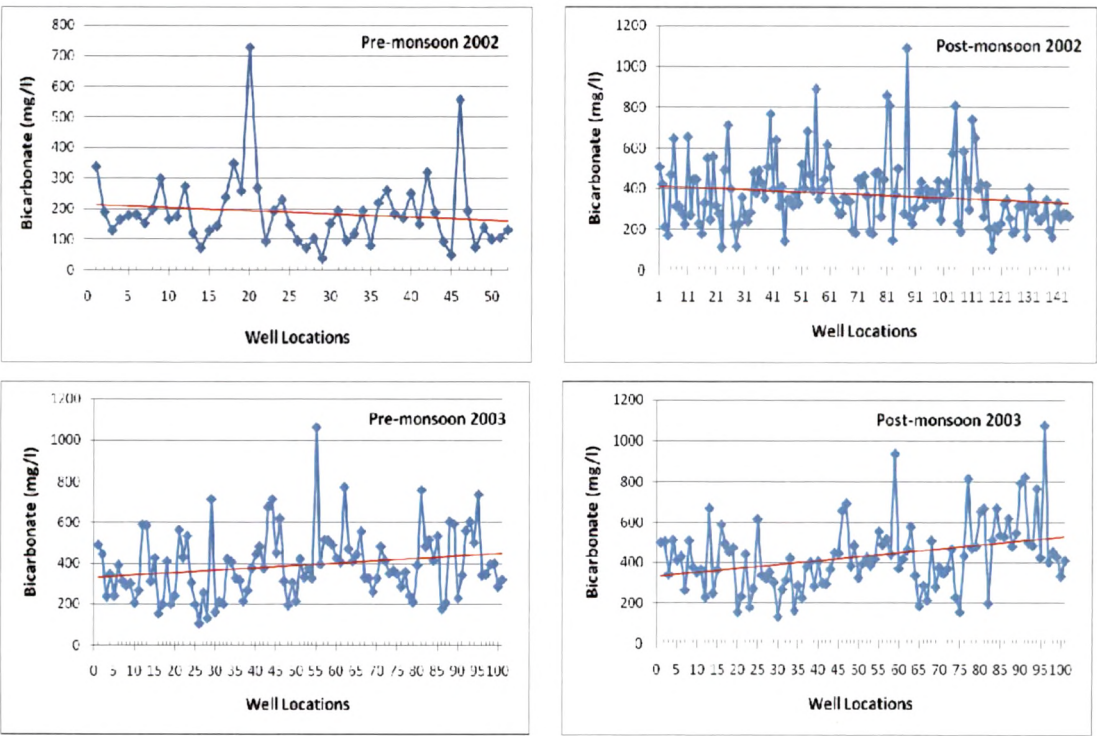 Pre-monsoon 2002
Bicarbonate (mg/l)
800
700
600
500
400
300
200
100
0
0 5 10 15 20 25 30 35 40 45 50
Well Locations
Post-monsoon 2002
Bicarbonate (mg/l)
1200
1000
800
600
400
200
0
1 11 21 31 41 51 61 71 81 91 101 111 121 131 141
Well Locations
Pre-monsoon 2003
Bicarbonate (mg/l)
1200
1000
800
600
400
200
0
0 5 10 15 20 25 30 35 40 45 50 55 60 65 70 75 80 85 90 95 100
Well Locations
Post-monsoon 2003
Bicarbonate (mg/l)
1200
1000
800
600
400
200
0
0 5 10 15 20 25 30 35 40 45 50 55 60 65 70 75 80 85 90 95 100
Well Locations